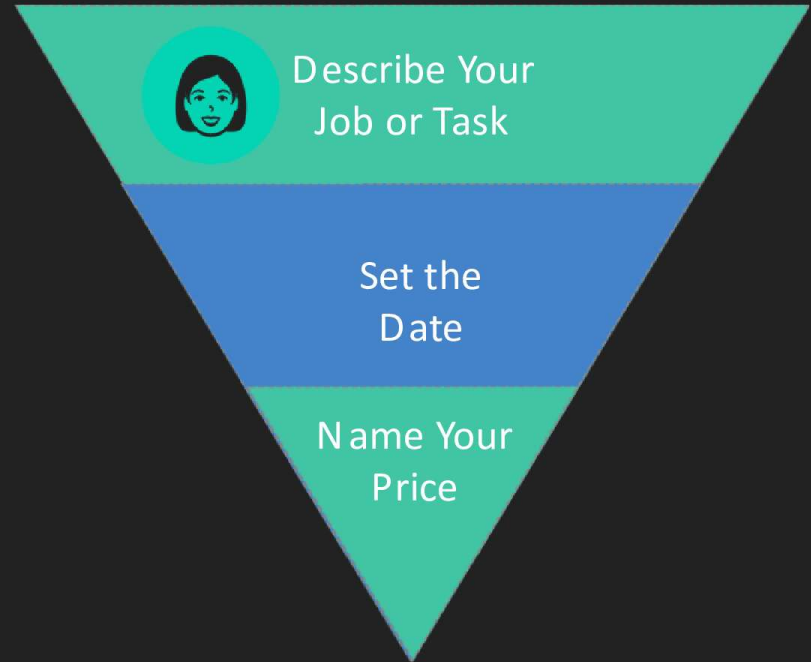 Describe Your
Job or Task
Set the
Date
Name Your
Price